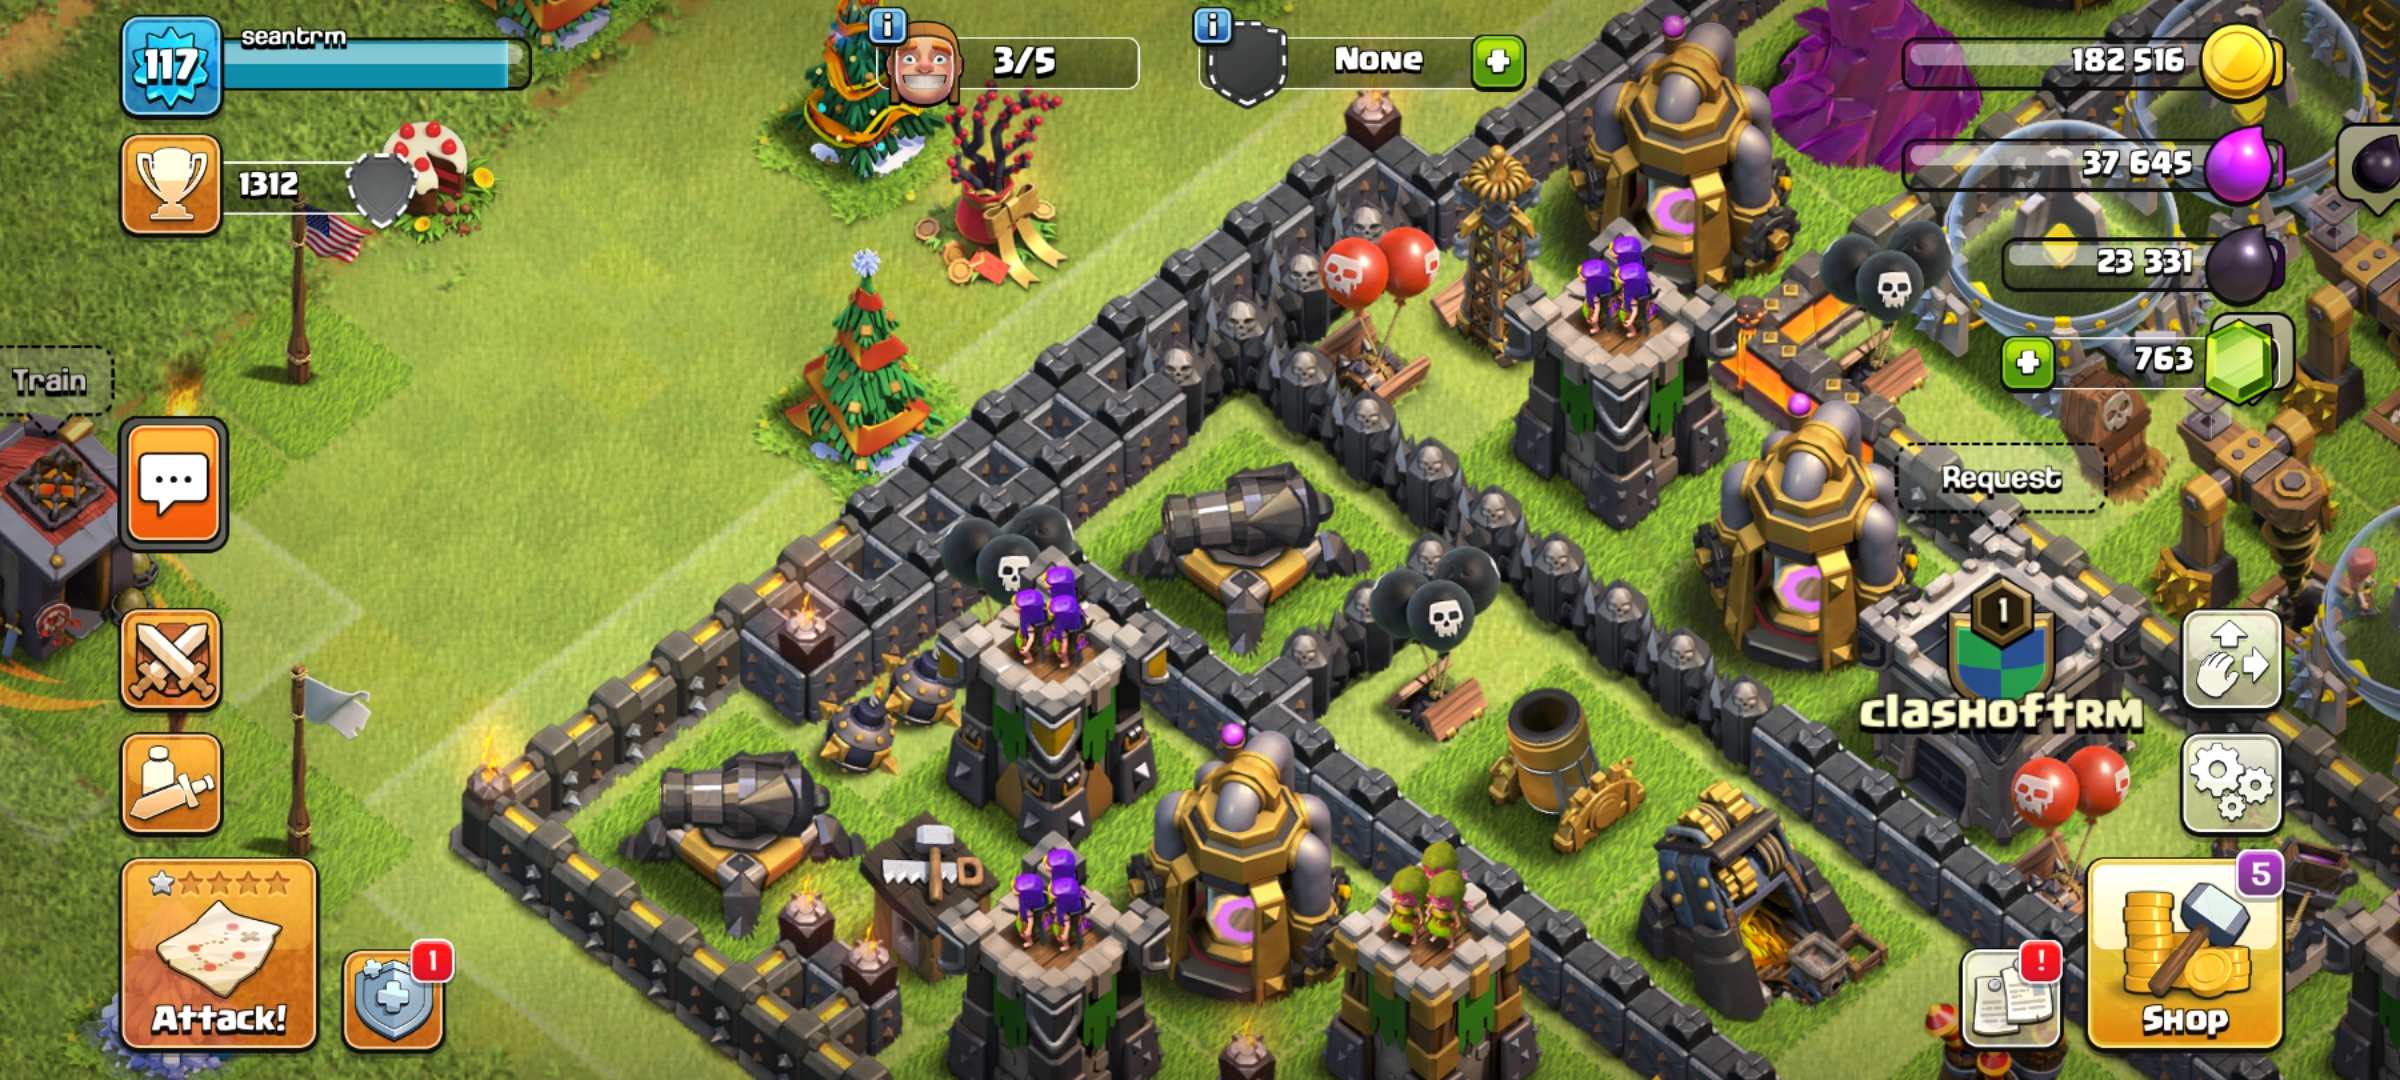 117
seantrm
3/5
None
182 516
1312
37 645
23 331
763
Train
Request
1
clashoftrm
5
1
!
Attack!
Shop